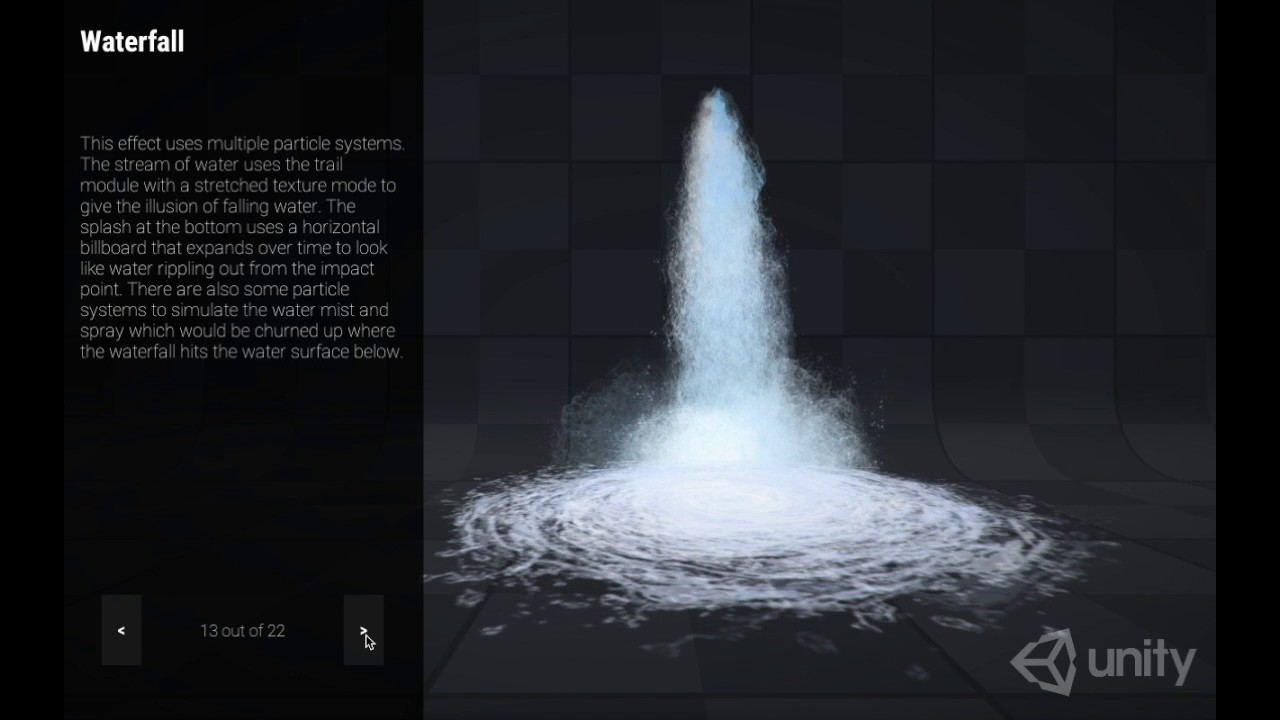 Waterfall
This effect uses multiple particle systems.
The stream of water uses the trail
module with a stretched texture mode to
give the illusion of falling water. The
splash at the bottom uses a horizontal
billboard that expands over time to look
like water rippling out from the impact
point. There are also some particle
systems to simulate the water mist and
spray which would be churned up where
the waterfall hits the water surface below.
< 13 out of 22 >
unity